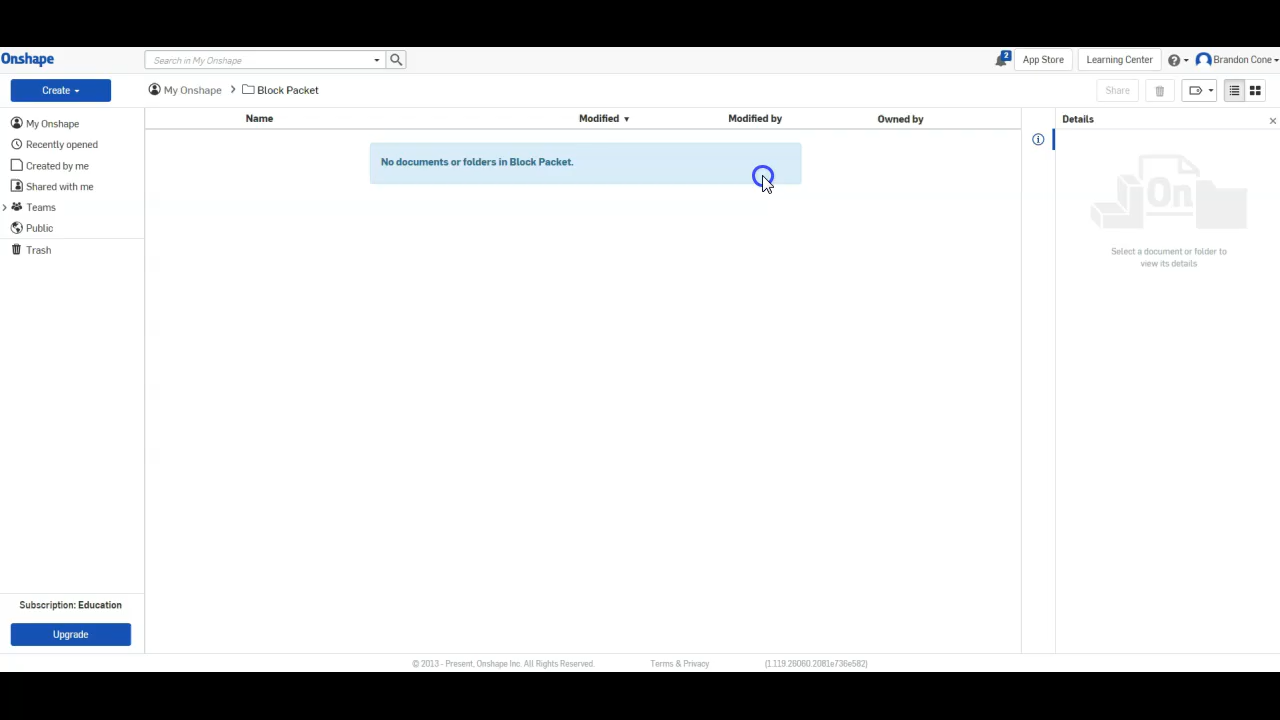 Onshape
Search in My Onshape
2
App Store
Learning Center
Brandon Cone
Create
My Onshape > Block Packet
Share
My Onshape
Recently opened
Created by me
Shared with me
Teams
Public
Trash
Name
Modified
Modified by
Owned by
No documents or folders in Block Packet.
Details
On
Select a document or folder to
view its details
Subscription: Education
Upgrade
© 2013 - Present, Onshape Inc. All Rights Reserved.
Terms & Privacy
(1.119.26060.2081e736e582)